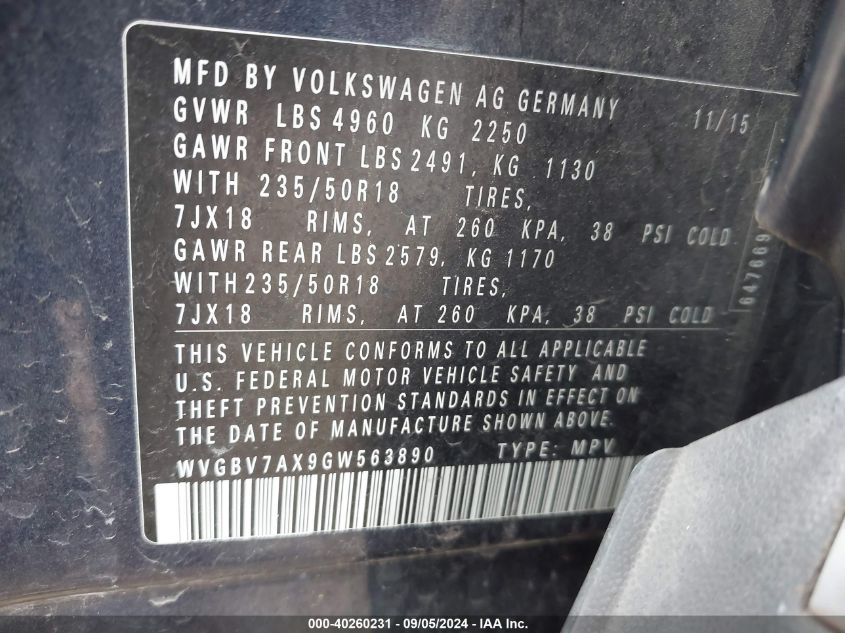 MFD BY VOLKSWAGEN AG GERMANY 11/15
GVWR LBS 4960 KG 2250
GAWR FRONT LBS 2491, KG 1130
WITH 235/50R18 TIRES,
7JX18 RIMS, AT 260 KPA, 38 PSI COLD
GAWR REAR LBS 2579, KG 1170
WITH 235/50R18 TIRES,
7JX18 RIMS, AT 260 KPA, 38 PSI COLD
THIS VEHICLE CONFORMS TO ALL APPLICABLE
U.S. FEDERAL MOTOR VEHICLE SAFETY AND
THEFT PREVENTION STANDARDS IN EFFECT ON
THE DATE OF MANUFACTURE SHOWN ABOVE.
WVGBV7AX9GW563890 TYPE: MPV
000-40260231 - 09/05/2024 - IAA Inc.